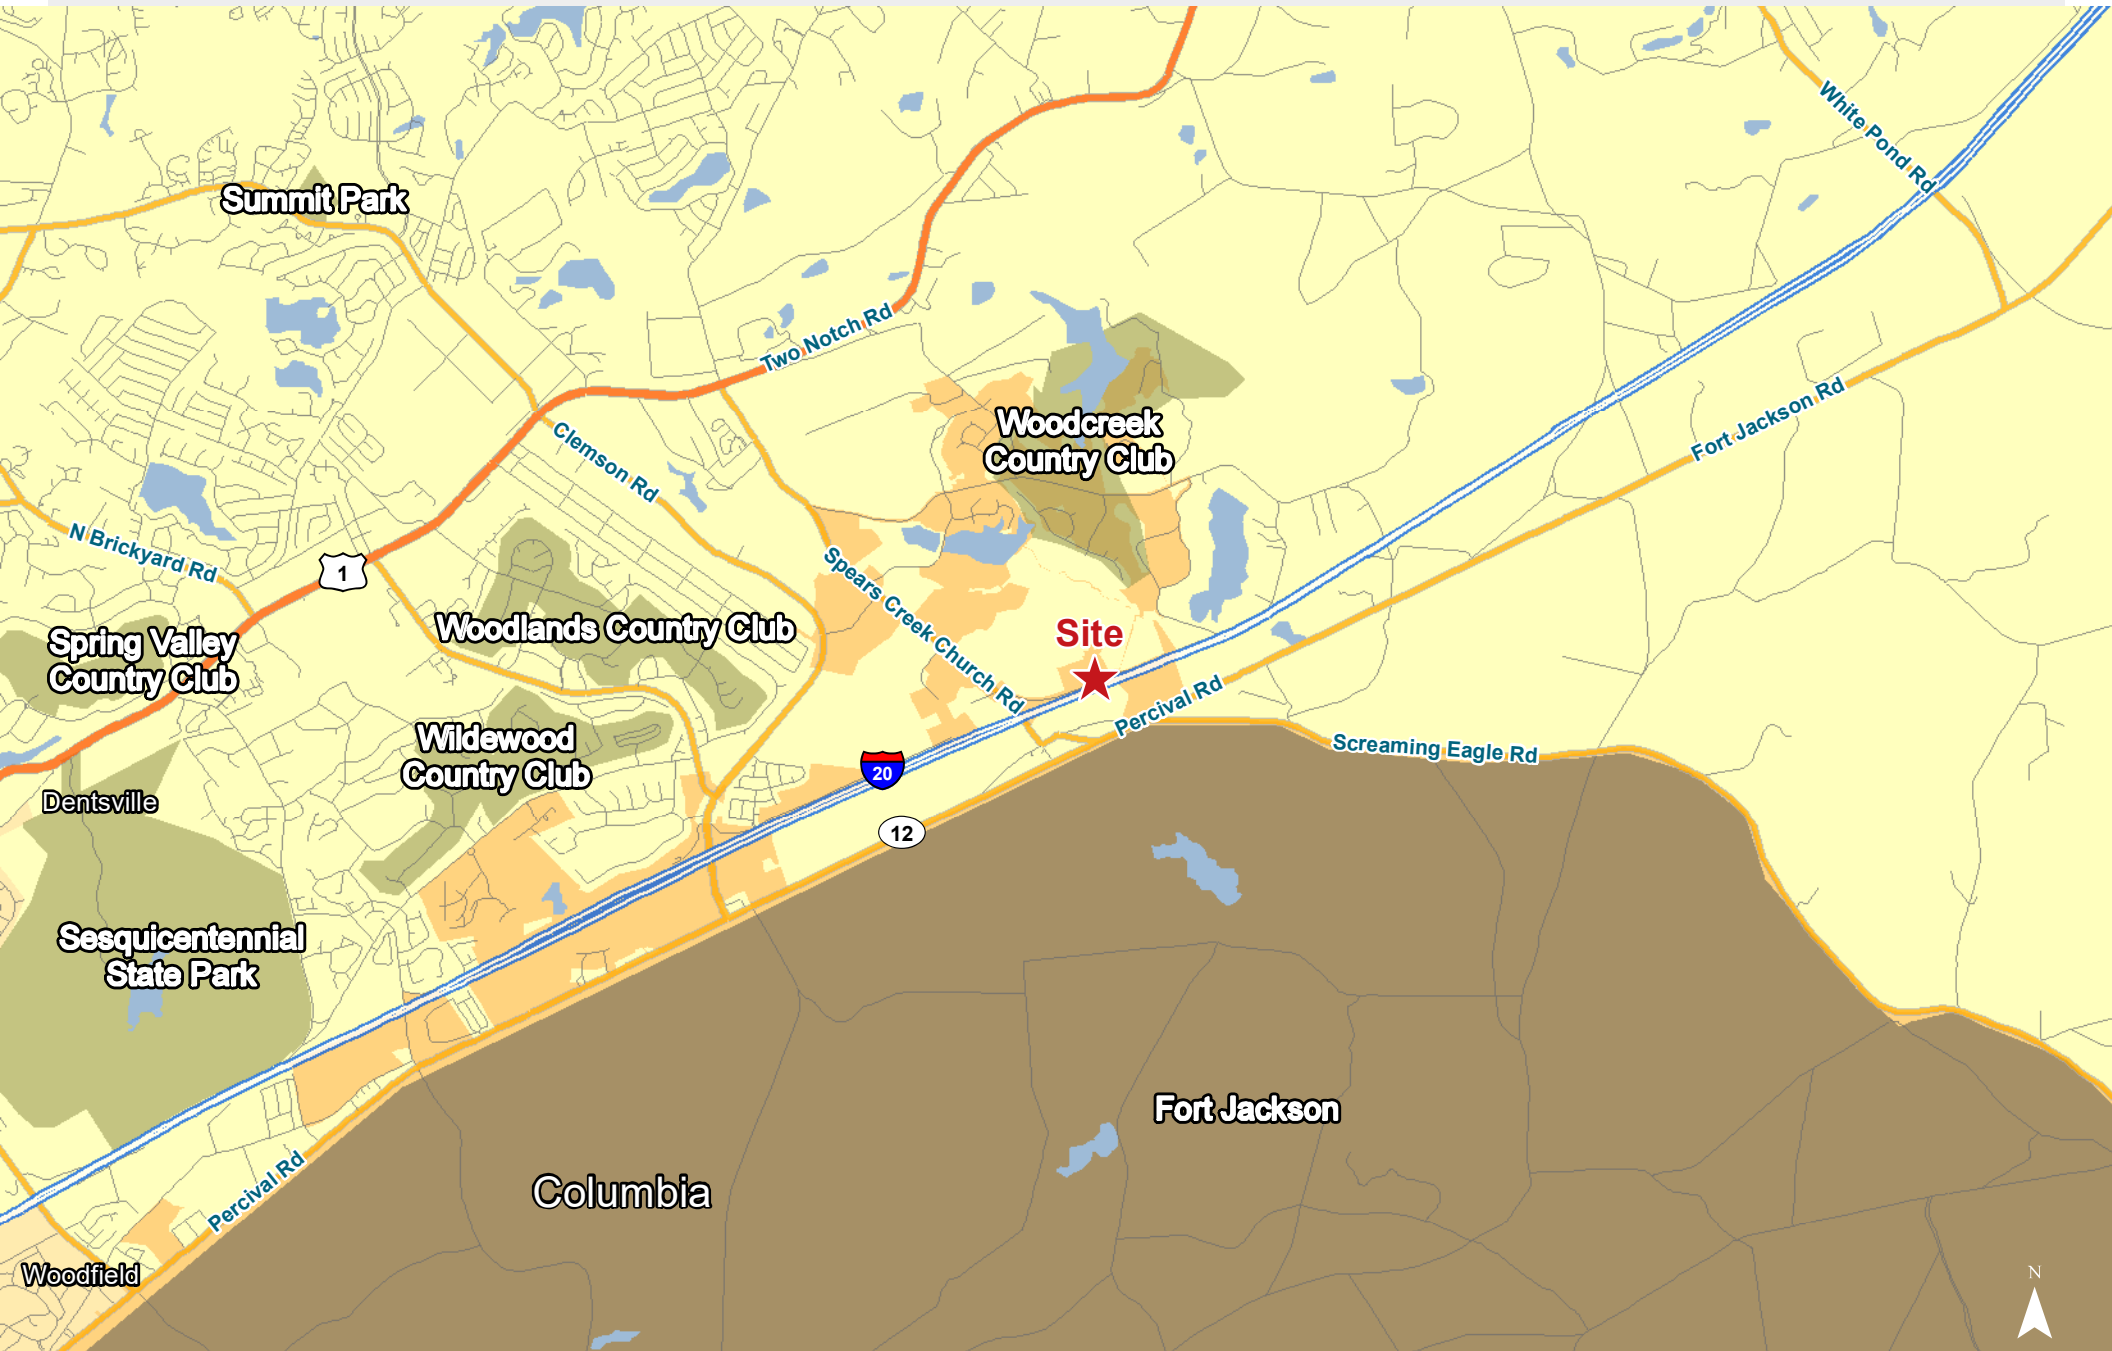 White Pond Rd
Summit Park
Two Notch Rd
Woodcreek
Country Club
Fort Jackson Rd
Clemson Rd
N Brickyard Rd
1
Spears Creek Church Rd
Woodlands Country Club
Spring Valley
Country Club
Site
Percival Rd
Wildewood
Country Club
Screaming Eagle Rd
20
Dentsville
12
Sesquicentennial
State Park
Fort Jackson
Columbia
Percival Rd
Woodfield
N